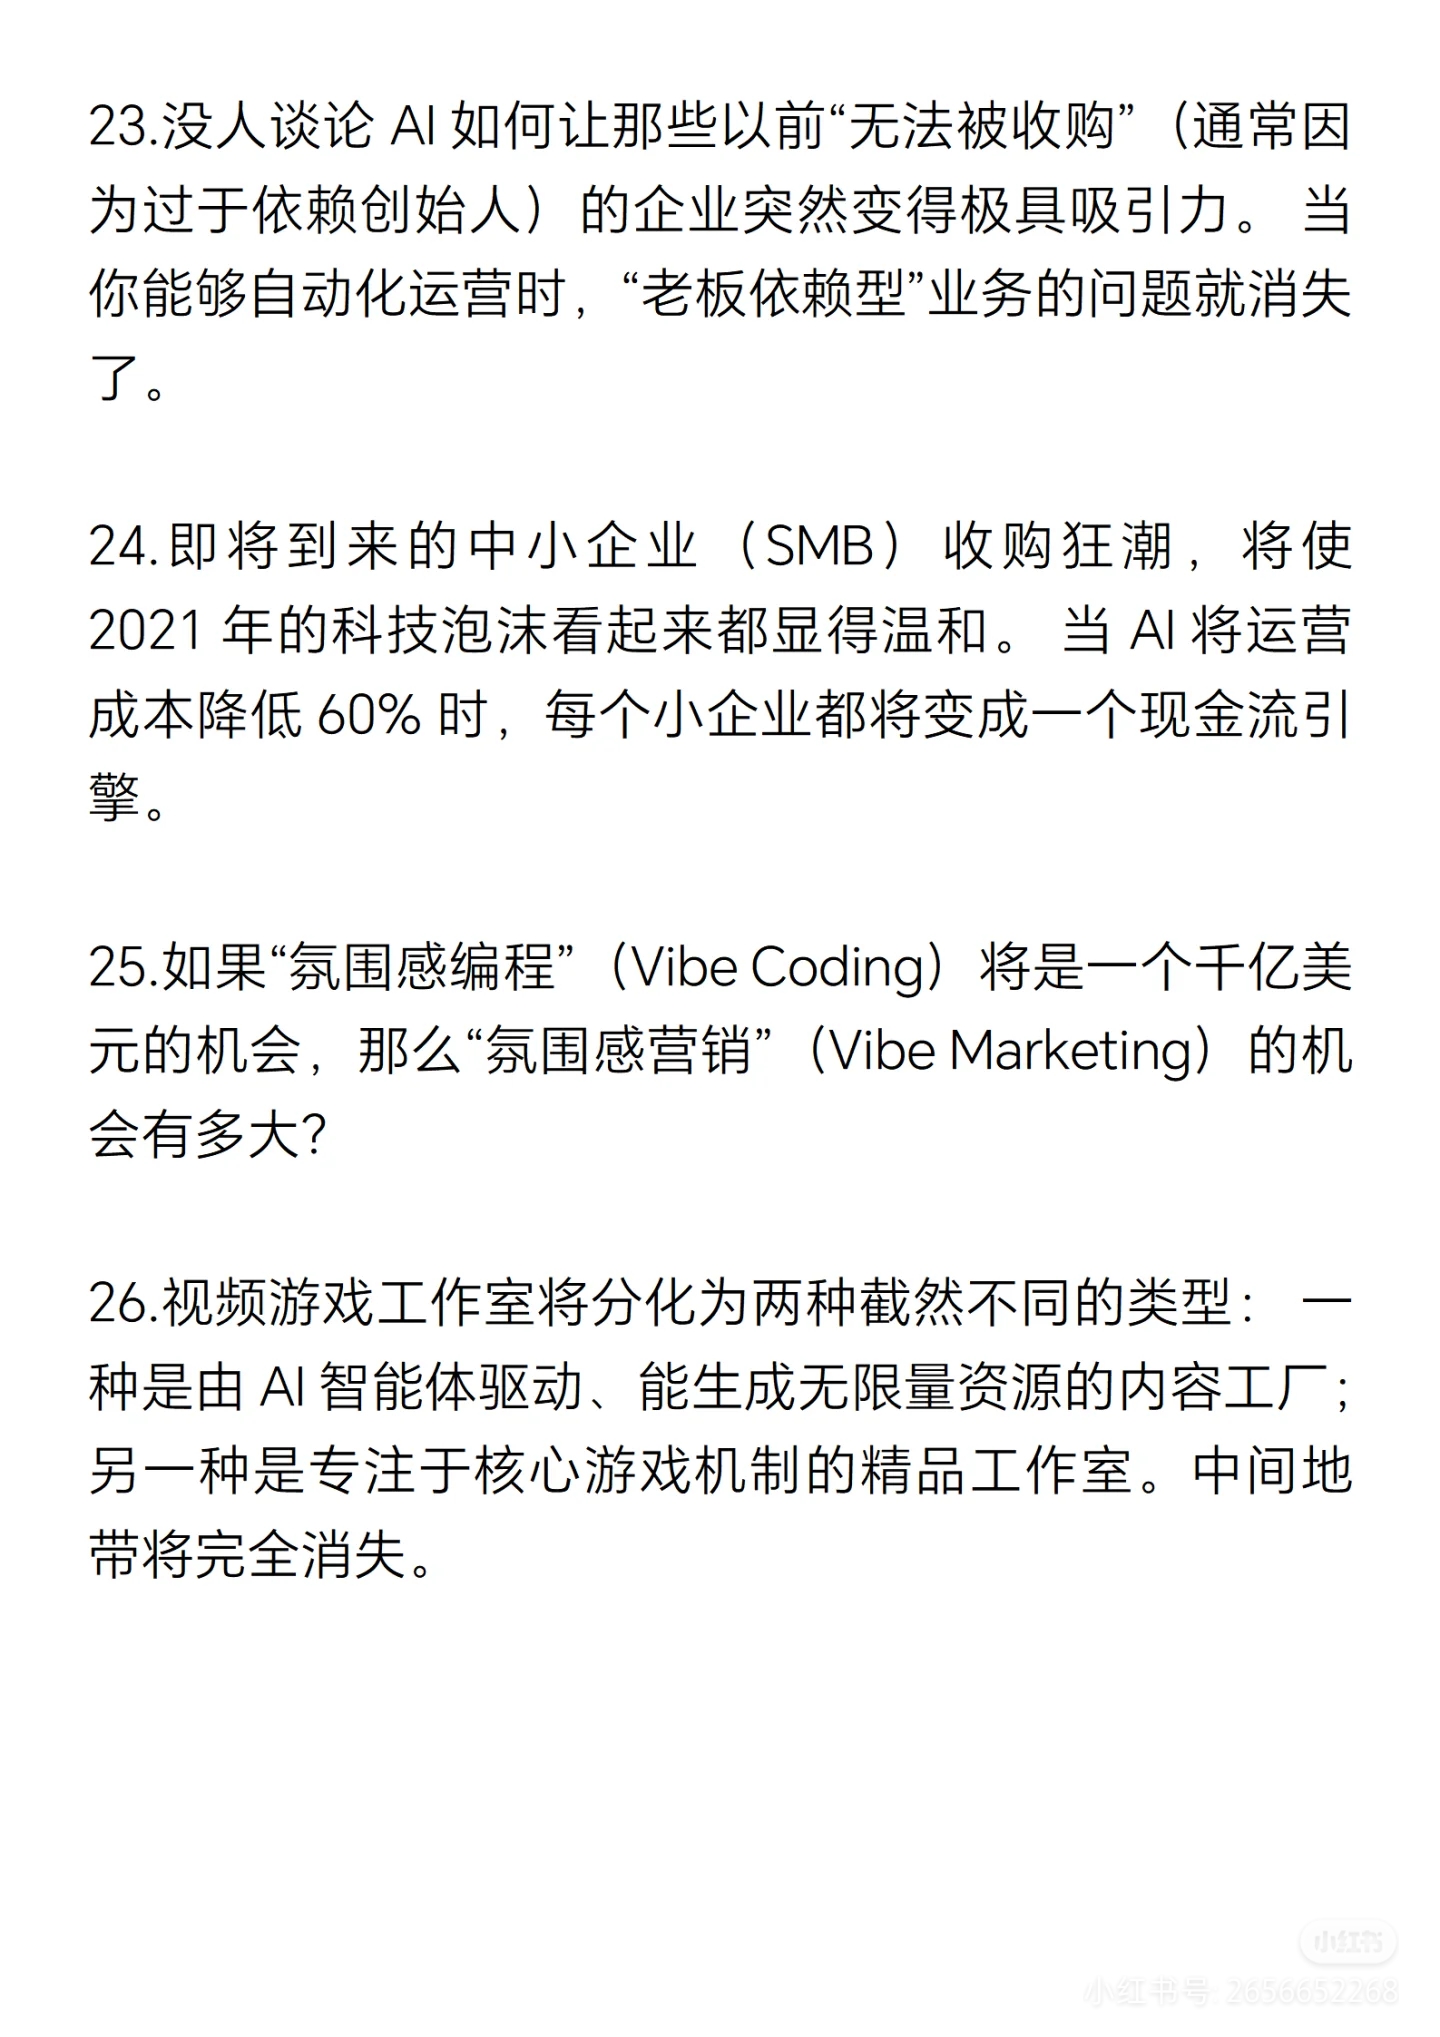 23.没人谈论 AI 如何让那些以前“无法被收购”（通常因
为过于依赖创始人）的企业突然变得极具吸引力。 当
你能够自动化运营时，“老板依赖型”业务的问题就消失
了。
24.即将到来的中小企业（SMB）收购狂潮，将使
2021 年的科技泡沫看起来都显得温和。 当 AI 将运营
成本降低 60% 时，每个小企业都将变成一个现金流引
擎。
25.如果“氛围感编程”（Vibe Coding）将是一个千亿美
元的机会，那么“氛围感营销”（Vibe Marketing）的机
会有多大？
26.视频游戏工作室将分化为两种截然不同的类型： 一
种是由 AI 智能体驱动、能生成无限量资源的内容工厂；
另一种是专注于核心游戏机制的精品工作室。中间地
带将完全消失。
小红书
小红书号: 2656652268